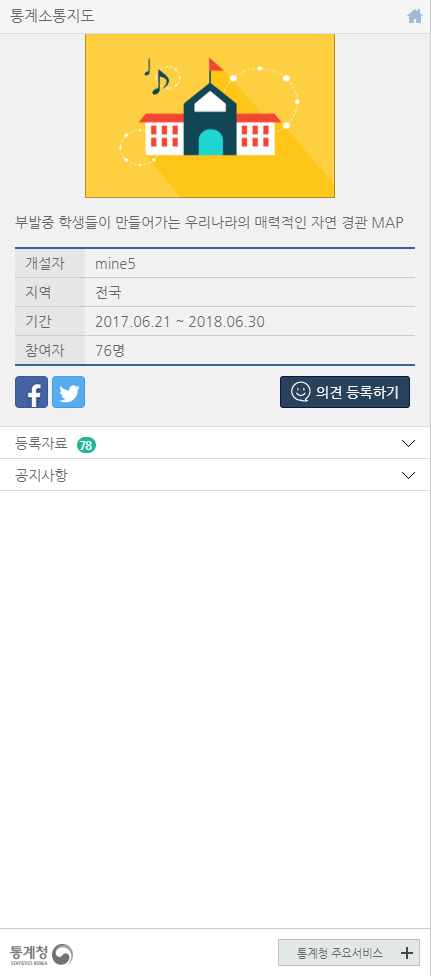 통계소통지도
부발중 학생들이 만들어가는 우리나라의 매력적인 자연 경관 MAP
개설자 mine5
지역 전국
기간 2017.06.21 ~ 2018.06.30
참여자 76명
의견 등록하기
등록자료 78
공지사항
통계청
STATISTICS KOREA
통계청 주요서비스